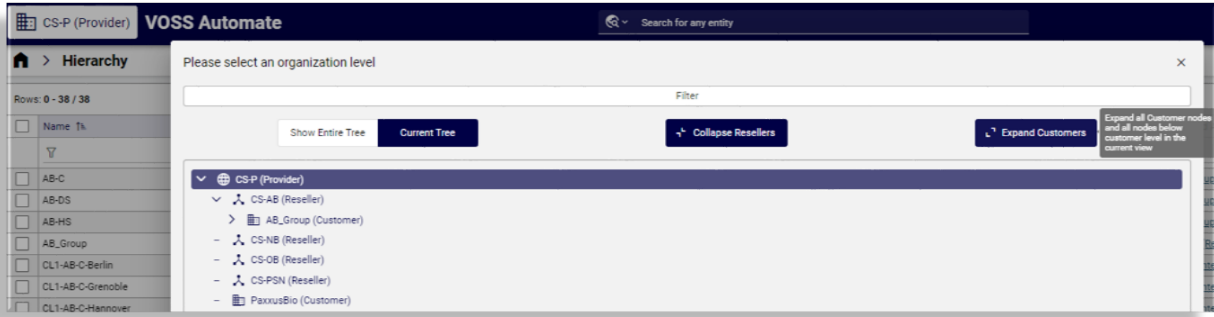 CS-P (Provider) VOSS Automate Search for any entity
> Hierarchy
Please select an organization level ×
Rows: 0 - 38 / 38
Filter
Name
Show Entire Tree Current Tree Collapse Resellers Expand Customers
Expand all Customer nodes
and all nodes below
customer level in the
current view
CS-P (Provider)
CS-AB (Reseller)
AB_Group (Customer)
CS-NB (Reseller)
CS-OB (Reseller)
CS-PSN (Reseller)
PaxxusBio (Customer)
AB-C
AB-DS
AB-HS
AB_Group
CL1-AB-C-Berlin
CL1-AB-C-Grenoble
CL1-AB-C-Hannover